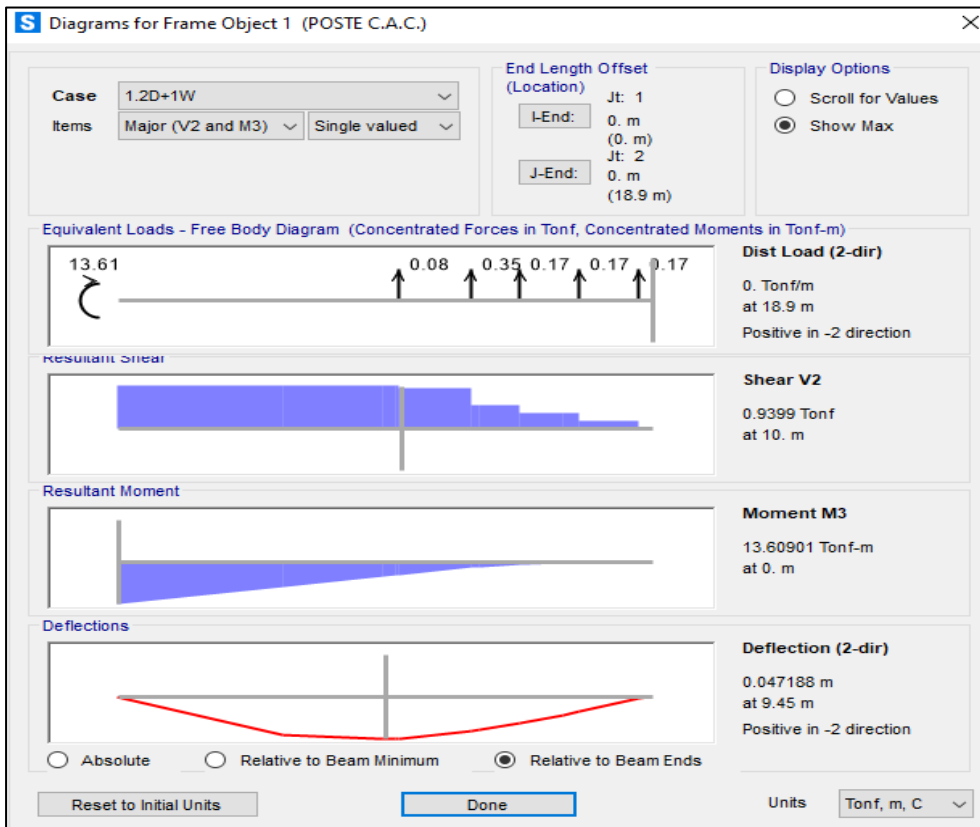 S Diagrams for Frame Object 1 (POSTE C.A.C.)
Case 1.2D+1W
Items Major (V2 and M3) Single valued
End Length Offset
(Location)
I-End:
Jt: 1
0. m
(0. m)
J-End:
Jt: 2
0. m
(18.9 m)
Display Options
Scroll for Values
Show Max
Equivalent Loads - Free Body Diagram (Concentrated Forces in Tonf, Concentrated Moments in Tonf-m)
13.61 0.08 0.35 0.17 0.17 0.17
Dist Load (2-dir)
0. Tonf/m
at 18.9 m
Positive in -2 direction
Resultant Shear
Shear V2
0.9399 Tonf
at 10. m
Resultant Moment
Moment M3
13.60901 Tonf-m
at 0. m
Deflections
Deflection (2-dir)
0.047188 m
at 9.45 m
Positive in -2 direction
Absolute Relative to Beam Minimum Relative to Beam Ends
Reset to Initial Units Done Units Tonf, m, C